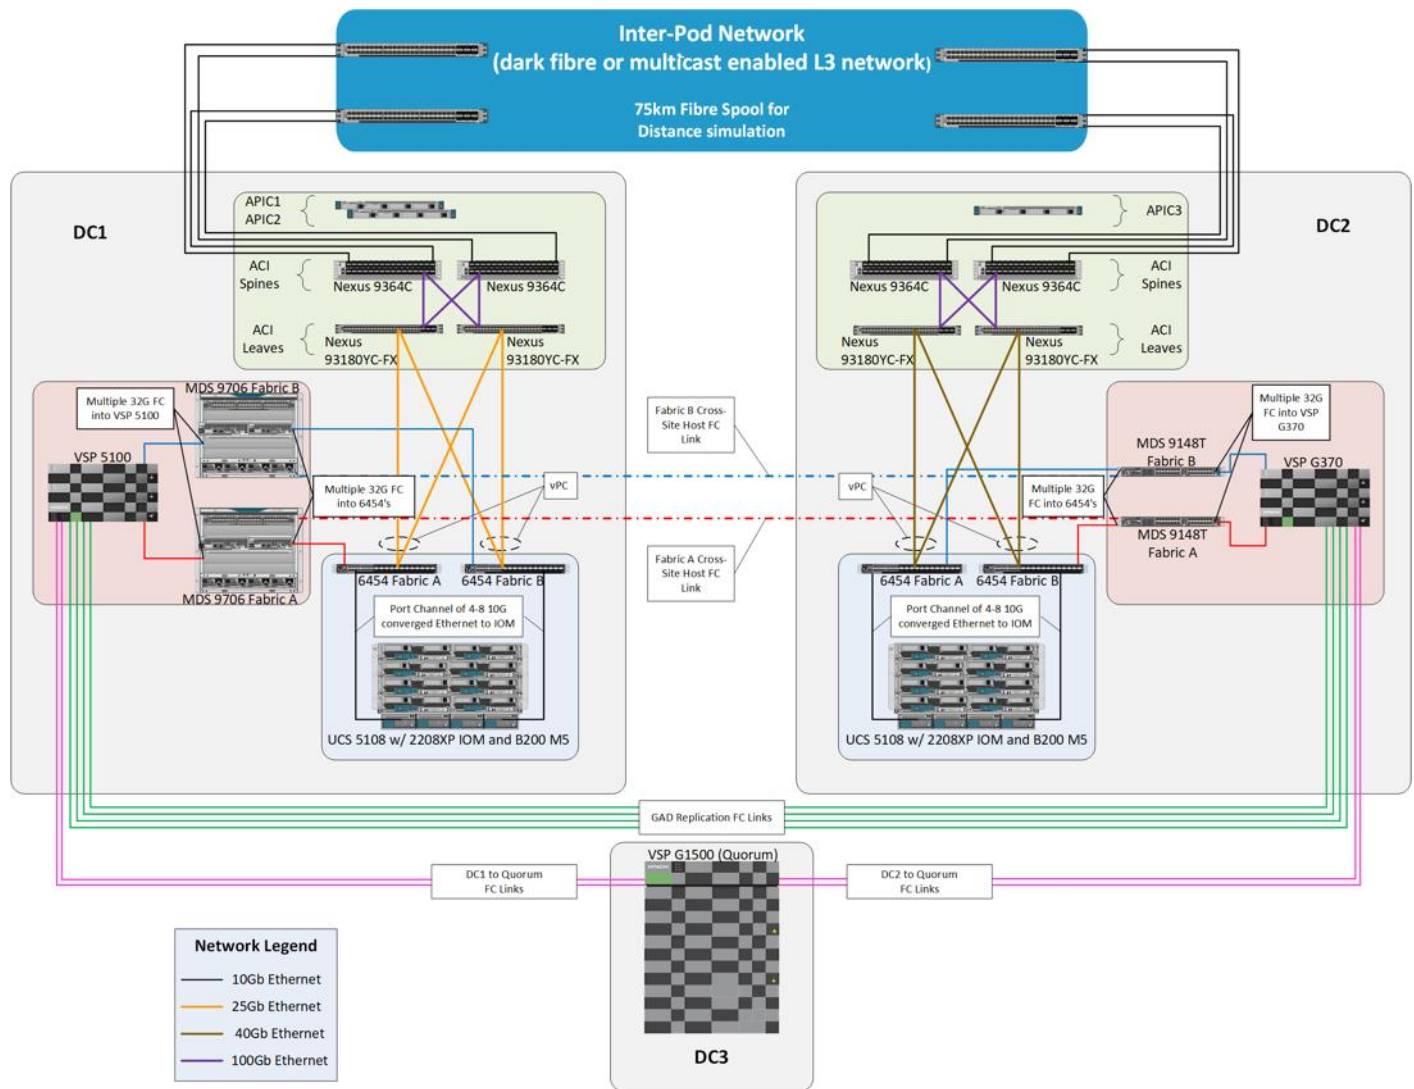 Inter-Pod Network
(dark fibre or multicast enabled L3 network)
75km Fibre Spool for
Distance simulation
DC1
APIC1
APIC2
ACI
Spines
Nexus 9364C
Nexus 9364C
ACI
Leaves
Nexus
93180YC-FX
Nexus
93180YC-FX
DC2
APIC3
ACI
Spines
Nexus 9364C
Nexus 9364C
ACI
Leaves
Nexus
93180YC-FX
Nexus
93180YC-FX
MDS 9706 Fabric B
Multiple 32G FC
into VSP 5100
VSP 5100
Multiple 32G FC
into 6454's
MDS 9706 Fabric A
Fabric B Cross-
Site Host FC
Link
vPC
vPC
Fabric A Cross-
Site Host FC
Link
Multiple 32G
FC into VSP
G370
MDS 9148T
Fabric B
VSP G370
Multiple 32G
FC into 6454's
MDS 9148T
Fabric A
6454 Fabric A
6454 Fabric B
Port Channel of 4-8 10G
converged Ethernet to IOM
UCS 5108 w/ 2208XP IOM and B200 M5
6454 Fabric A
6454 Fabric B
Port Channel of 4-8 10G
converged Ethernet to IOM
UCS 5108 w/ 2208XP IOM and B200 M5
GAD Replication FC Links
VSP G1500 (Quorum)
DC1 to Quorum
FC Links
DC2 to Quorum
FC Links
DC3
Network Legend
10Gb Ethernet
25Gb Ethernet
40Gb Ethernet
100Gb Ethernet